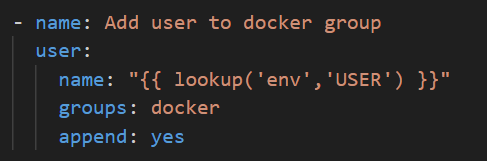 - name: Add user to docker group
  user:
    name: "{{ lookup('env','USER') }}"
    groups: docker
    append: yes